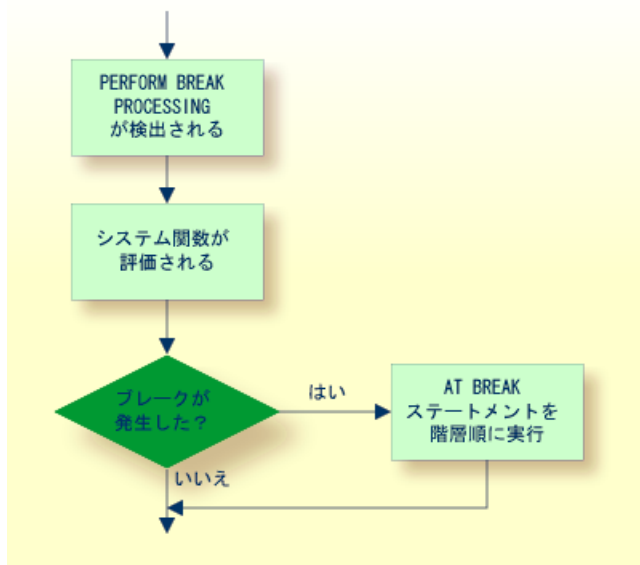 PERFORM BREAK
PROCESSING
が検出される
システム関数が
評価される
ブレークが
発生した？
はい
AT BREAK
ステートメントを
階層順に実行
いいえ